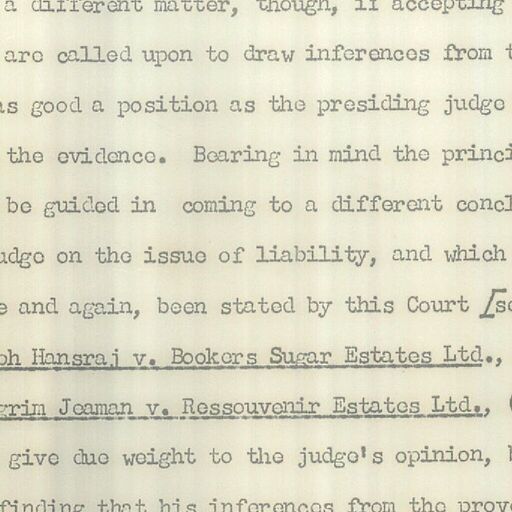 a different matter, though, if accepting
are called upon to draw inferences from t
as good a position as the presiding judge
the evidence. Bearing in mind the princi
be guided in coming to a different concl
udge on the issue of liability, and which
e and again, been stated by this Court [se
ph Hansraj v. Bookers Sugar Estates Ltd.,
grim Jeaman v. Ressouvenir Estates Ltd., (
give due weight to the judge's opinion, b
finding that his inferences from the prove